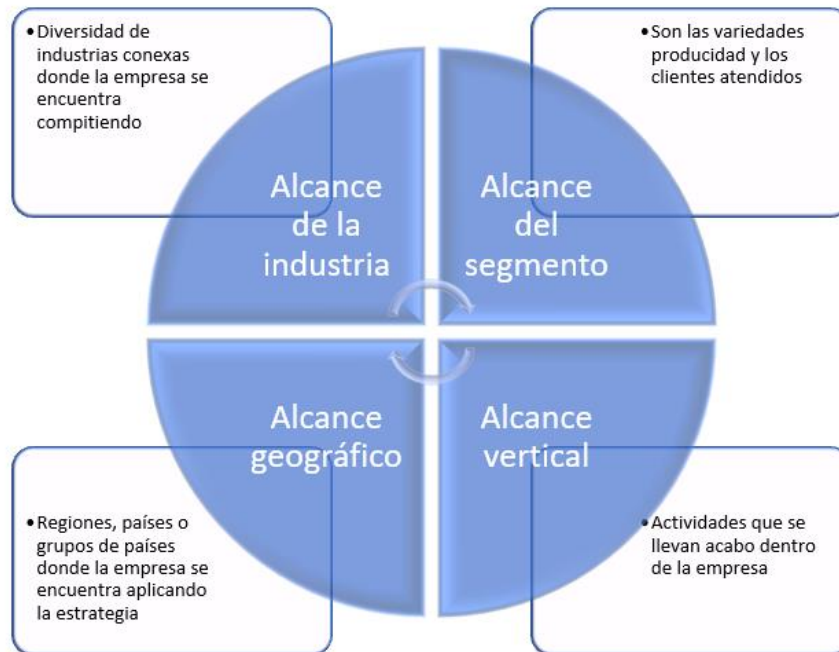 •Diversidad de
industrias conexas
donde la empresa se
encuentra
compitiendo
•Son las variedades
producidad y los
clientes atendidos
Alcance
de la
industria
Alcance
del
segmento
Alcance
geográfico
Alcance
vertical
•Regiones, países o
grupos de países
donde la empresa se
encuentra aplicando
la estrategia
•Actividades que se
llevan acabo dentro
de la empresa